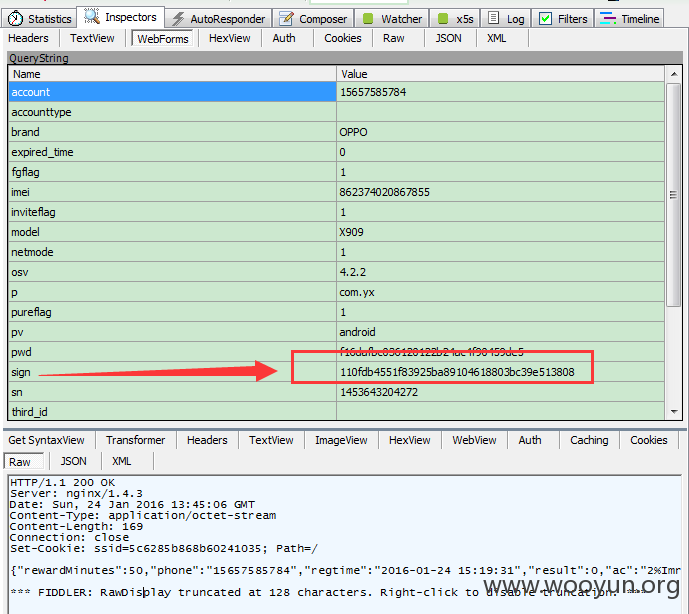 Statistics Inspectors AutoResponder Composer Watcher x5s Log Filters Timeline
Headers TextView WebForms HexView Auth Cookies Raw JSON XML
QueryString
Name Value
account 15657585784
accounttype
brand OPPO
expired_time 0
fgflag 1
imei 862374020867855
inviteflag 1
model X909
netmode 1
osv 4.2.2
p com.yx
pureflag 1
pv android
pwd
sign 110fdb4551f83925ba89104618803bc39e513808
sn 1453643204272
third_id
Get SyntaxView Transformer Headers TextView ImageView HexView WebView Auth Caching Cookies
Raw JSON XML
HTTP/1.1 200 OK
Server: nginx/1.4.3
Date: Sun, 24 Jan 2016 13:45:06 GMT
Content-Type: application/octet-stream
Content-Length: 169
Connection: close
Set-Cookie: ssid=5c6285b868b60241035; Path=/
{"rewardMinutes":50,"phone":"15657585784","regtime":"2016-01-24 15:19:31","result":0,"ac":"2%Imr
*** FIDDLER: RawDisplay truncated at 128 characters. Right-click to disable truncation. ***
www.wooyun.org